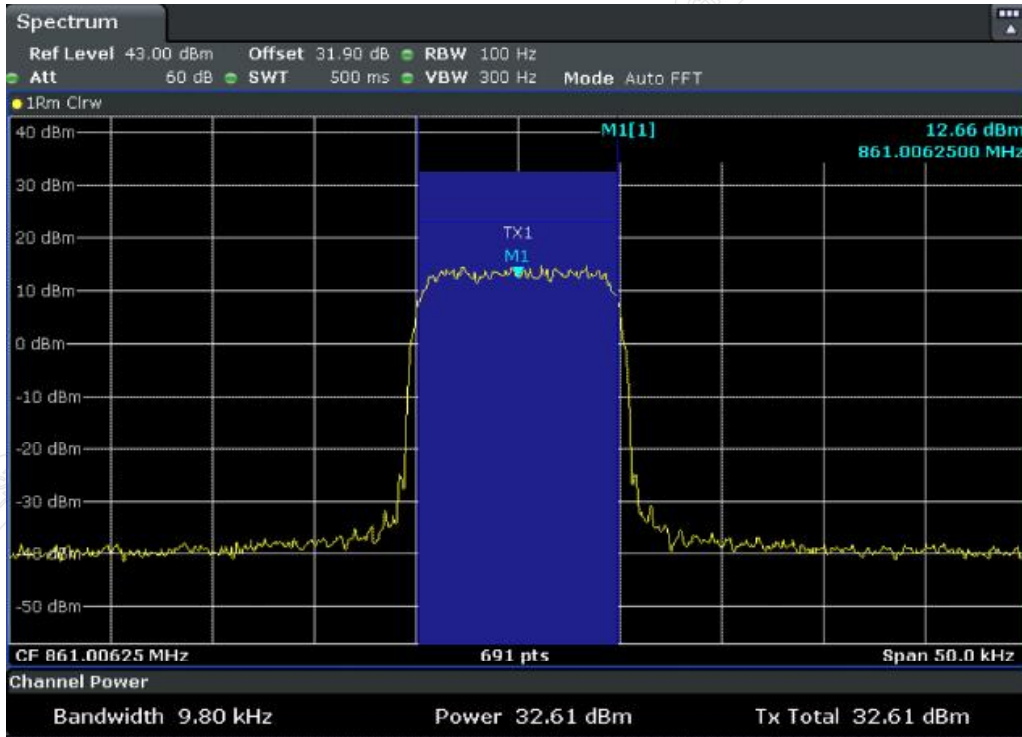 Spectrum
Ref Level 43.00 dBm Offset 31.90 dB RBW 100 Hz
Att 60 dB SWT 500 ms VBW 300 Hz Mode Auto FFT
1Rm Clrw
40 dBm M1[1] 12.66 dBm
861.0062500 MHz
30 dBm
20 dBm
TX1
M1
10 dBm
0 dBm
-10 dBm
-20 dBm
-30 dBm
-40 dBm
-50 dBm
CF 861.00625 MHz 691 pts Span 50.0 kHz
Channel Power
Bandwidth 9.80 kHz Power 32.61 dBm Tx Total 32.61 dBm